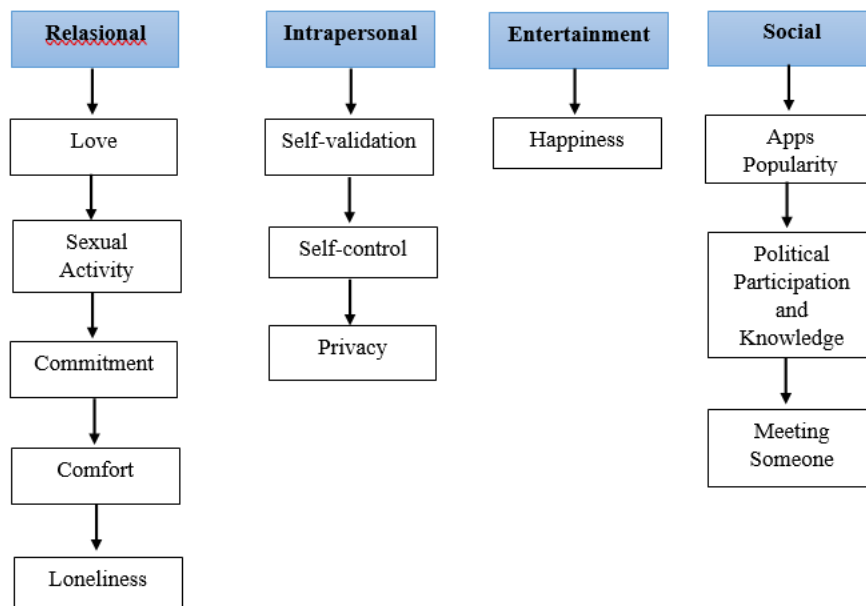 Relasional
Love
Sexual
Activity
Commitment
Comfort
Loneliness
Intrapersonal
Self-validation
Self-control
Privacy
Entertainment
Happiness
Social
Apps
Popularity
Political
Participation
and
Knowledge
Meeting
Someone